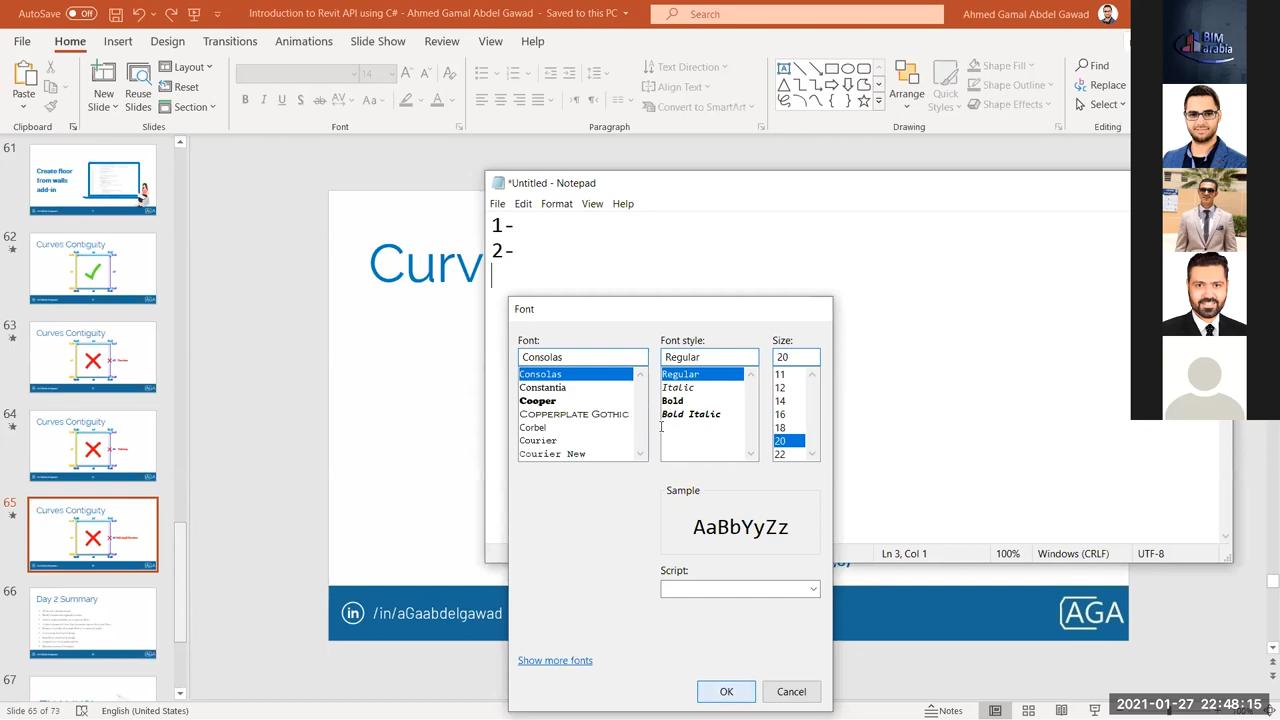 AutoSave Off Introduction to Revit API using C# - Ahmed Gamal Abdel Gawad - Saved to this PC Search Ahmed Gamal Abdel Gawad
File Home Insert Design Transitions Animations Slide Show Review View Help
Paste
Clipboard
New Slide
Reuse Slides
Layout
Reset
Section
Slides
14
Font
Text Direction
Align Text
Convert to SmartArt
Paragraph
Arrange
Quick Styles
Shape Fill
Shape Outline
Shape Effects
Drawing
Find
Replace
Select
Editing
BIM
arabia
61
Create floor
from walls
add-in
62
Curves Contiguity
63
Curves Contiguity
64
Curves Contiguity
65
Curves Contiguity
66
Day 2 Summary
67
Curv
/in/aGaabdelgawad
AGA
*Untitled - Notepad
File Edit Format View Help
1-
2-
Font
Font: Font style: Size:
Consolas Regular 20
Consolas Regular 11
Constantia Italic 12
Cooper Bold 14
Copperplate Gothic Bold Italic 16
Corbel 18
Courier 20
Courier New 22
Sample
AaBbYyZz
Script:
Show more fonts
OK Cancel
Ln 3, Col 1 100% Windows (CRLF) UTF-8
Slide 65 of 73 English (United States) Notes
2021-01-27 22:48:15